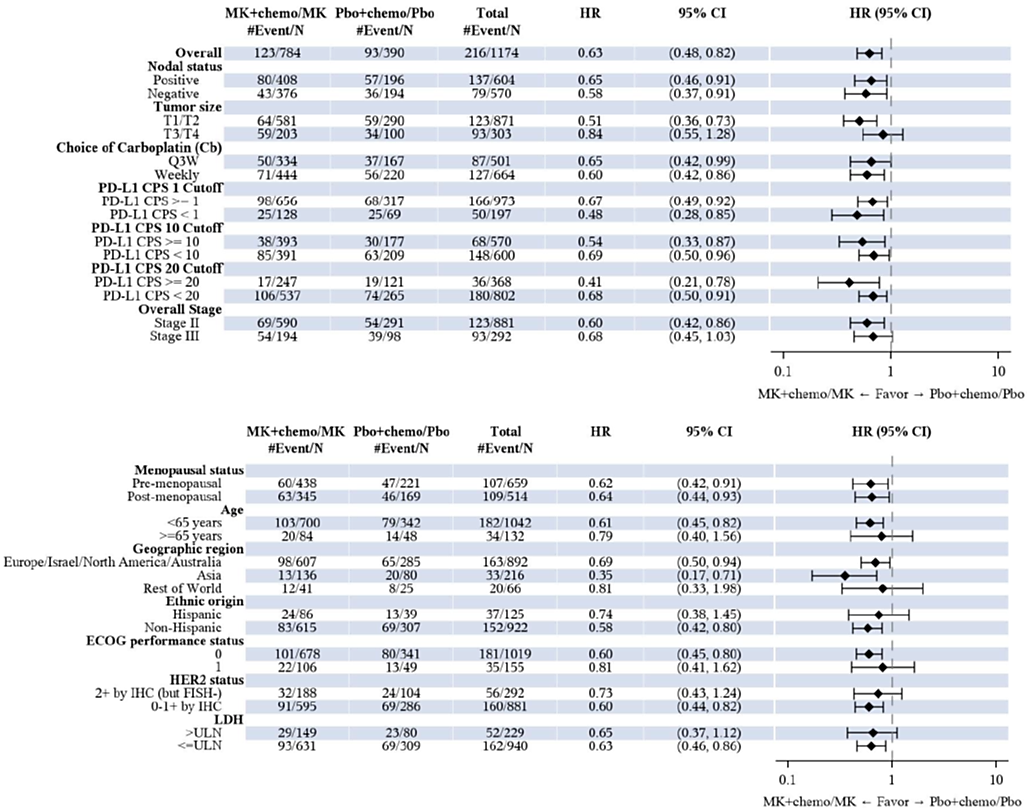 MK+chemo/MK Pbo+chemo/Pbo Total HR 95% CI HR (95% CI)
#Event/N #Event/N #Event/N
Overall 123/784 93/390 216/1174 0.63 (0.48, 0.82)
Nodal status
Positive 80/408 57/196 137/604 0.65 (0.46, 0.91)
Negative 43/376 36/194 79/570 0.58 (0.37, 0.91)
Tumor size
T1/T2 64/581 59/290 123/871 0.51 (0.36, 0.73)
T3/T4 59/203 34/100 93/303 0.84 (0.55, 1.28)
Choice of Carboplatin (Cb)
Q3W 50/334 37/167 87/501 0.65 (0.42, 0.99)
Weekly 71/444 56/220 127/664 0.60 (0.42, 0.86)
PD-L1 CPS 1 Cutoff
PD-L1 CPS >= 1 98/656 68/317 166/973 0.67 (0.49, 0.92)
PD-L1 CPS < 1 25/128 25/69 50/197 0.48 (0.28, 0.85)
PD-L1 CPS 10 Cutoff
PD-L1 CPS >= 10 38/393 30/177 68/570 0.54 (0.33, 0.87)
PD-L1 CPS < 10 85/391 63/209 148/600 0.69 (0.50, 0.96)
PD-L1 CPS 20 Cutoff
PD-L1 CPS >= 20 17/247 19/121 36/368 0.41 (0.21, 0.78)
PD-L1 CPS < 20 106/537 74/265 180/802 0.68 (0.50, 0.91)
Overall Stage
Stage II 69/590 54/291 123/881 0.60 (0.42, 0.86)
Stage III 54/194 39/98 93/292 0.68 (0.45, 1.03)
0.1 1 10
MK+chemo/MK ← Favor → Pbo+chemo/Pbo
MK+chemo/MK Pbo+chemo/Pbo Total HR 95% CI HR (95% CI)
#Event/N #Event/N #Event/N
Menopausal status
Pre-menopausal 60/438 47/221 107/659 0.62 (0.42, 0.91)
Post-menopausal 63/345 46/169 109/514 0.64 (0.44, 0.93)
Age
<65 years 103/700 79/342 182/1042 0.61 (0.45, 0.82)
>=65 years 20/84 14/48 34/132 0.79 (0.40, 1.56)
Geographic region
Europe/Israel/North America/Australia 98/607 65/285 163/892 0.69 (0.50, 0.94)
Asia 13/136 20/80 33/216 0.35 (0.17, 0.71)
Rest of World 12/41 8/25 20/66 0.81 (0.33, 1.98)
Ethnic origin
Hispanic 24/86 13/39 37/125 0.74 (0.38, 1.45)
Non-Hispanic 83/615 69/307 152/922 0.58 (0.42, 0.80)
ECOG performance status
0 101/678 80/341 181/1019 0.60 (0.45, 0.80)
1 22/106 13/49 35/155 0.81 (0.41, 1.62)
HER2 status
2+ by IHC (but FISH-) 32/188 24/104 56/292 0.73 (0.43, 1.24)
0-1+ by IHC 91/595 69/286 160/881 0.60 (0.44, 0.82)
LDH
>ULN 29/149 23/80 52/229 0.65 (0.37, 1.12)
<=ULN 93/631 69/309 162/940 0.63 (0.46, 0.86)
0.1 1 10
MK+chemo/MK ← Favor → Pbo+chemo/Pbo